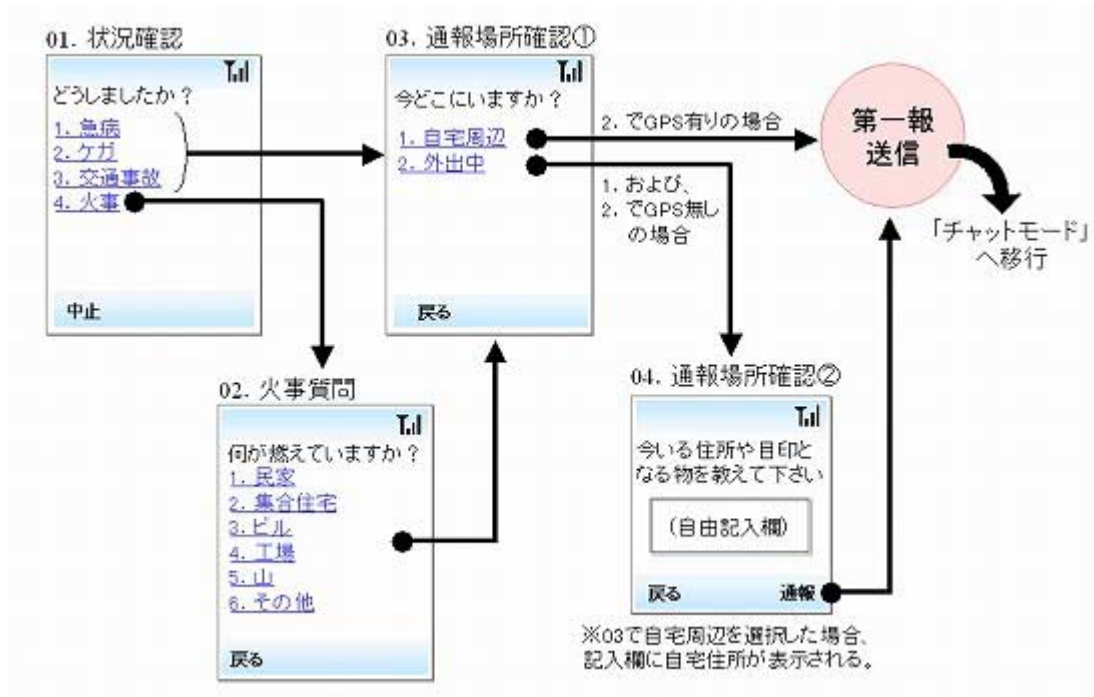 01. 状況確認
どうしましたか？
1. 急病
2. ケガ
3. 交通事故
4. 火事
中止
03. 通報場所確認①
今どこにいますか？
1. 自宅周辺
2. 外出中
戻る
2. でGPS有りの場合
1. および、
2. でGPS無し
の場合
第一報
送信
「チャットモード」
へ移行
02. 火事質問
何が燃えていますか？
1. 民家
2. 集合住宅
3. ビル
4. 工場
5. 山
6. その他
戻る
04. 通報場所確認②
今いる住所や目印と
なる物を教えて下さい
(自由記入欄)
戻る 通報
※03で自宅周辺を選択した場合、
記入欄に自宅住所が表示される。